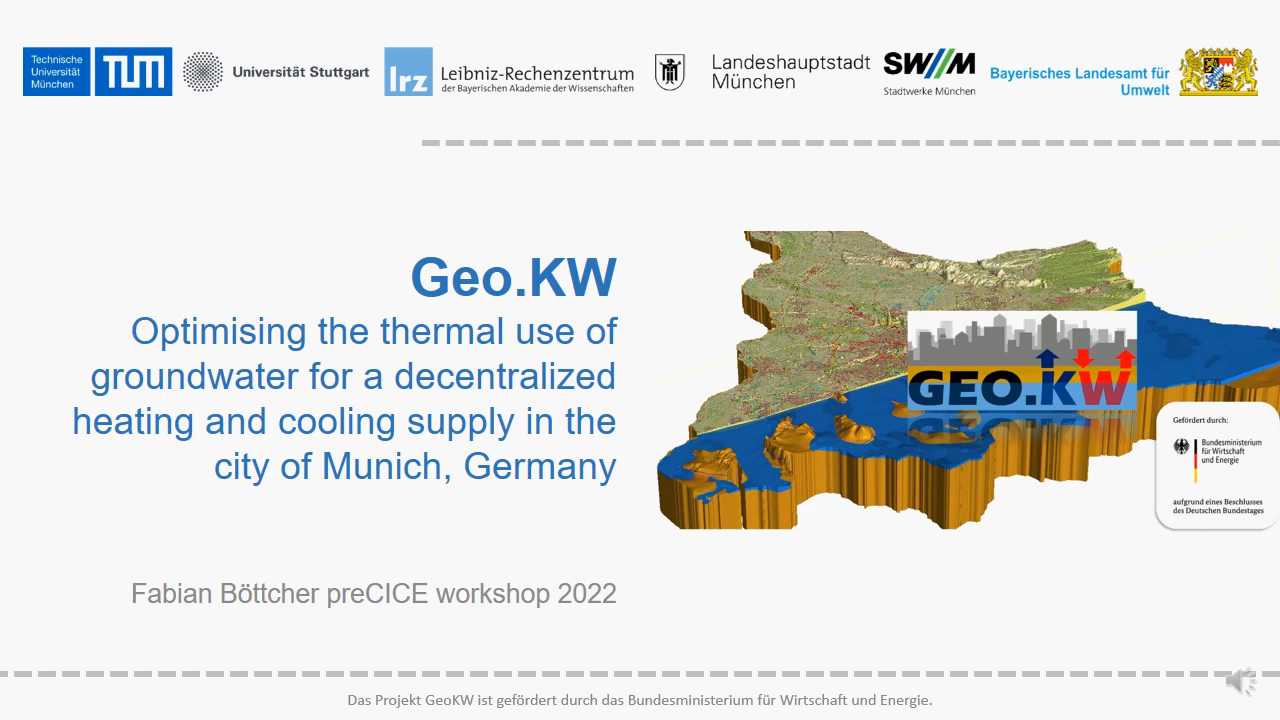 Technische
Universität
München
TUM
Universität Stuttgart
lrz
Leibniz-Rechenzentrum
der Bayerischen Akademie der Wissenschaften
Landeshauptstadt
München
SW//M
Stadtwerke München
Bayerisches Landesamt für
Umwelt
Geo.KW
Optimising the thermal use of
groundwater for a decentralized
heating and cooling supply in the
city of Munich, Germany
GEO.KW
Gefördert durch:
Bundesministerium
für Wirtschaft
und Energie
aufgrund eines Beschlusses
des Deutschen Bundestages
Fabian Böttcher preCICE workshop 2022
Das Projekt GeoKW ist gefördert durch das Bundesministerium für Wirtschaft und Energie.